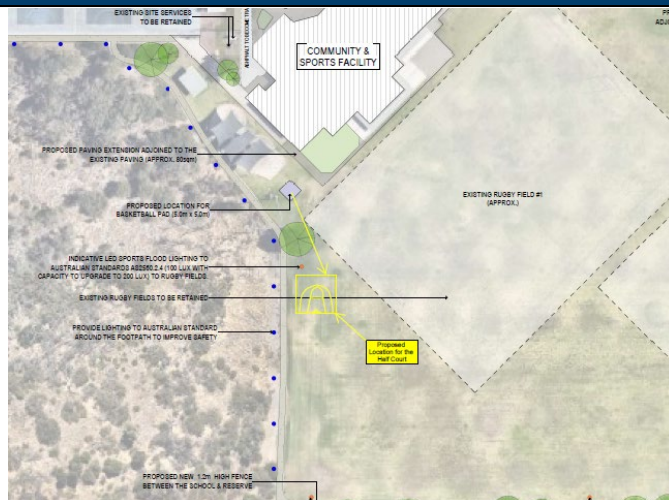 EXISTING SITE SERVICES
TO BE RETAINED
COMMUNITY &
SPORTS FACILITY
PROPOSED PAVING EXTENSION ADJOINED TO THE
EXISTING PAVING (APPROX. 80sqm)
PROPOSED LOCATION FOR
BASKETBALL PAD (5.0m x 5.0m)
EXISTING RUGBY FIELD #1
(APPROX.)
INDICATIVE LED SPORTS FLOOD LIGHTING TO
AUSTRALIAN STANDARDS AS2560.2.4 (100 LUX WITH
CAPACITY TO UPGRADE TO 200 LUX) TO RUGBY FIELDS.
EXISTING RUGBY FIELDS TO BE RETAINED
PROVIDE LIGHTING TO AUSTRALIAN STANDARD
AROUND THE FOOTPATH TO IMPROVE SAFETY
Proposed
Location for the
Half Court
PROPOSED NEW 1.2m HIGH FENCE
BETWEEN THE SCHOOL & RESERVE